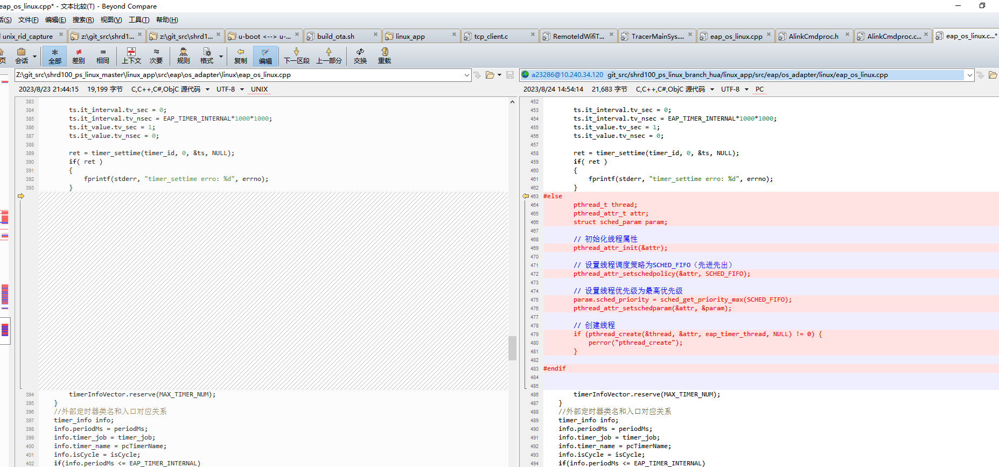 eap_os_linux.cpp* - 文本比较(T) - Beyond Compare
话(S) 文件(F) 编辑(E) 搜索(R) 视图(V) 工具(T) 帮助(H)
unix_rid_capture z:\git_src\shrd1... z:\git_src\shrd1... u-boot <--> u-... build_ota.sh linux_app tcp_client.c RemoteIdWifiT... TracerMainSys.... eap_os_linux.cpp AlinkCmdproc.h AlinkCmdproc.c... eap_os_linux.c...*
页 会话 全部 差别 相同 上下文 次要 规则 格式 复制 编辑 下一区段 上一部分 交换 重载
Z:\git_src\shrd100_ps_linux_master\linux_app\src\eap\os_adapter\linux\eap_os_linux.cpp
2023/8/23 21:44:15 19,199 字节 C,C++,C#,ObjC 源代码 UTF-8 UNIX
383
384 ts.it_interval.tv_sec = 0;
385 ts.it_interval.tv_nsec = EAP_TIMER_INTERNAL*1000*1000;
386 ts.it_value.tv_sec = 1;
387 ts.it_value.tv_nsec = 0;
388
389 ret = timer_settime(timer_id, 0, &ts, NULL);
390 if( ret )
391 {
392 fprintf(stderr, "timer_settime erro: %d", errno);
393 }
394 timerInfoVector.reserve(MAX_TIMER_NUM);
395 }
396 //外部定时器类名和入口对应关系
397 timer_info info;
398 info.periodMs = periodMs;
399 info.timer_job = timer_job;
400 info.timer_name = pcTimerName;
401 info.isCycle = isCycle;
402 if(info.periodMs <= EAP_TIMER_INTERNAL)
a23286@10.240.34.120 git_src/shrd100_ps_linux_branch_hua/linux_app/src/eap/os_adapter/linux/eap_os_linux.cpp
2023/8/24 14:54:14 21,683 字节 C,C++,C#,ObjC 源代码 UTF-8 PC
452
453 ts.it_interval.tv_sec = 0;
454 ts.it_interval.tv_nsec = EAP_TIMER_INTERNAL*1000*1000;
455 ts.it_value.tv_sec = 1;
456 ts.it_value.tv_nsec = 0;
457
458 ret = timer_settime(timer_id, 0, &ts, NULL);
459 if( ret )
460 {
461 fprintf(stderr, "timer_settime erro: %d", errno);
462 }
463 #else
464 pthread_t thread;
465 pthread_attr_t attr;
466 struct sched_param param;
467
468 // 初始化线程属性
469 pthread_attr_init(&attr);
470
471 // 设置线程调度策略为SCHED_FIFO（先进先出）
472 pthread_attr_setschedpolicy(&attr, SCHED_FIFO);
473
474 // 设置线程优先级为最高优先级
475 param.sched_priority = sched_get_priority_max(SCHED_FIFO);
476 pthread_attr_setschedparam(&attr, &param);
477
478 // 创建线程
479 if (pthread_create(&thread, &attr, eap_timer_thread, NULL) != 0) {
480 perror("pthread_create");
481 }
482
483 #endif
484
485
486 timerInfoVector.reserve(MAX_TIMER_NUM);
487 }
488 //外部定时器类名和入口对应关系
489 timer_info info;
490 info.periodMs = periodMs;
491 info.timer_job = timer_job;
492 info.timer_name = pcTimerName;
493 info.isCycle = isCycle;
494 if(info.periodMs <= EAP_TIMER_INTERNAL)